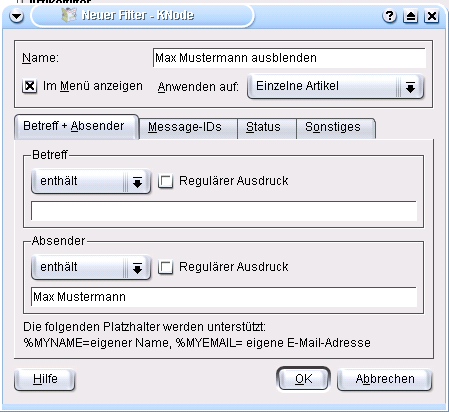 Neuer Filter - KNode
Name: Max Mustermann ausblenden
Im Menü anzeigen Anwenden auf: Einzelne Artikel
Betreff + Absender Message-IDs Status Sonstiges
Betreff
enthält Regulärer Ausdruck
Absender
enthält Regulärer Ausdruck
Max Mustermann
Die folgenden Platzhalter werden unterstützt:
%MYNAME=eigener Name, %MYEMAIL= eigene E-Mail-Adresse
Hilfe OK Abbrechen